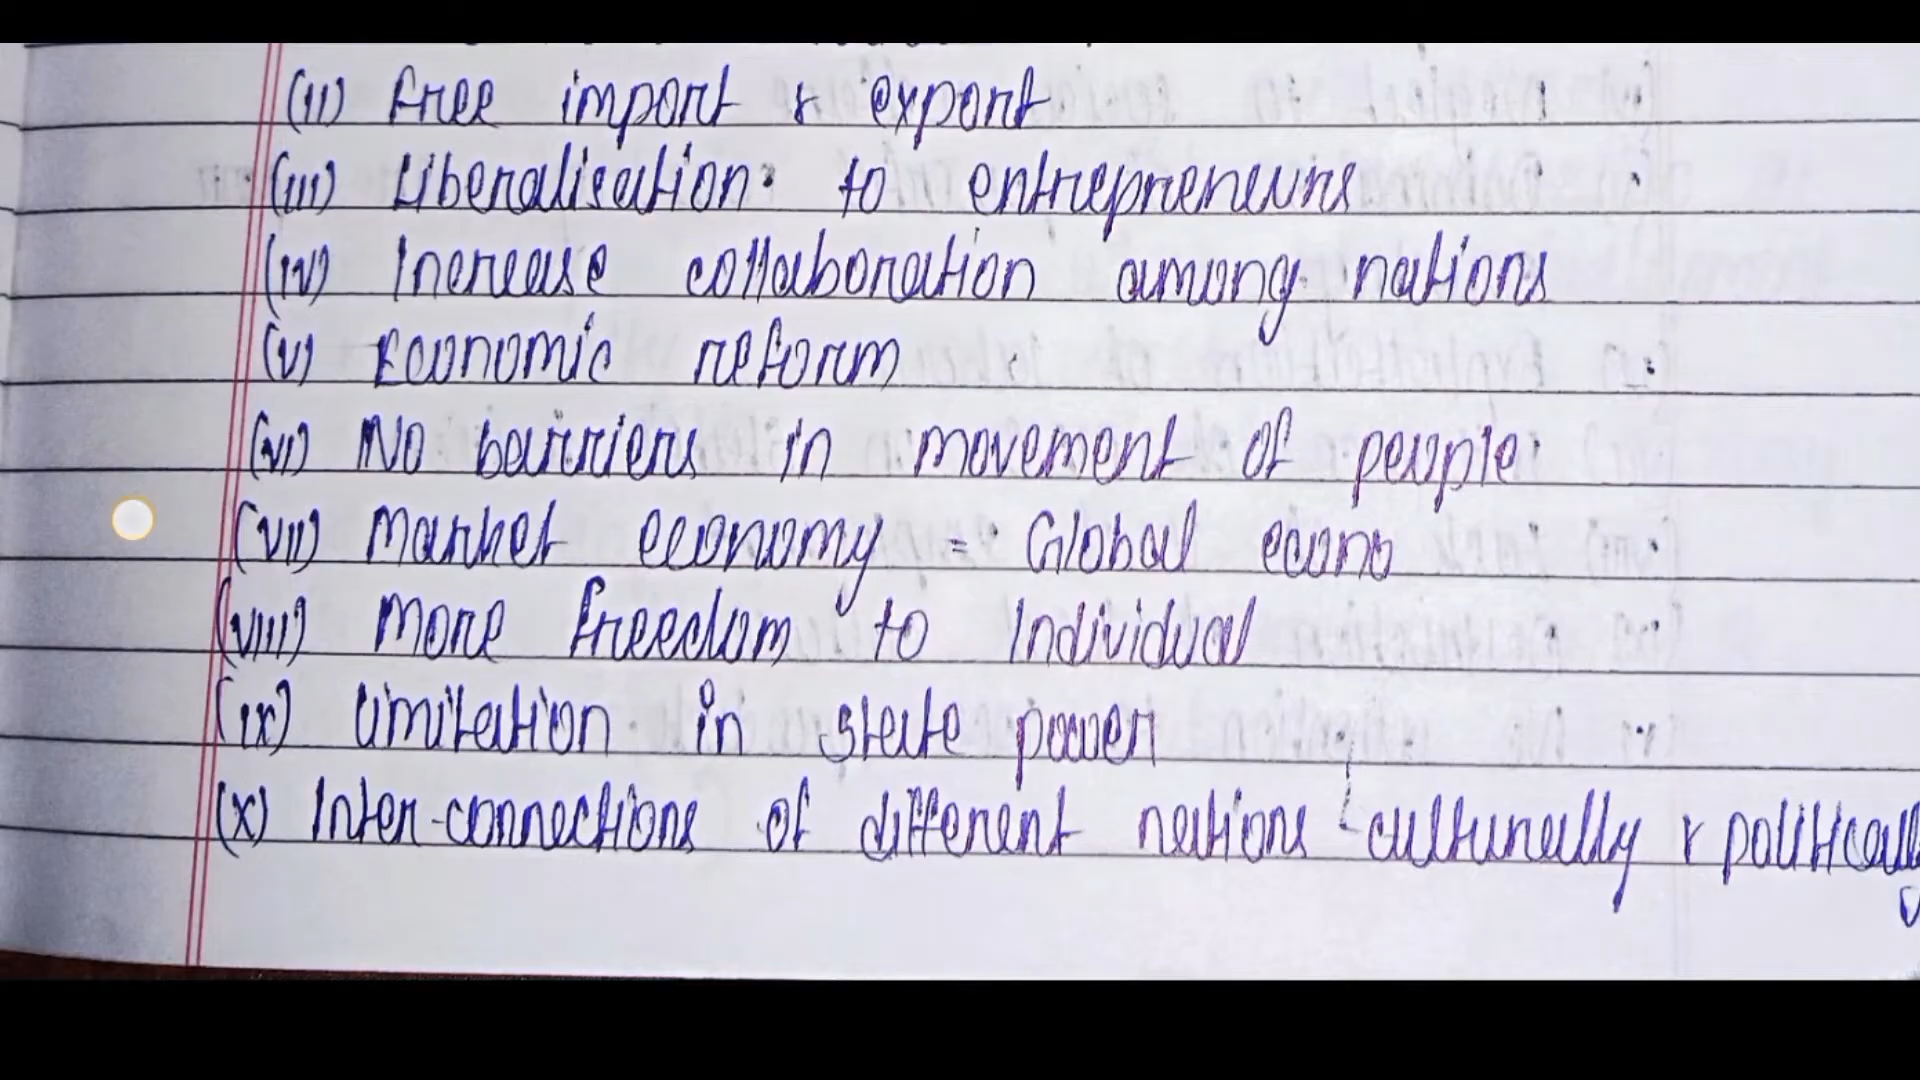 (ii) Free import & export
(iii) Liberalisation to entrepreneurs
(iv) Increase collaboration among nations
(v) Economic reform
(vi) No barriers in movement of people
(vii) Market economy = Global econo
(viii) More freedom to Individual
(ix) Limitation in state power
(x) Inter-connections of different nations culturally & politically